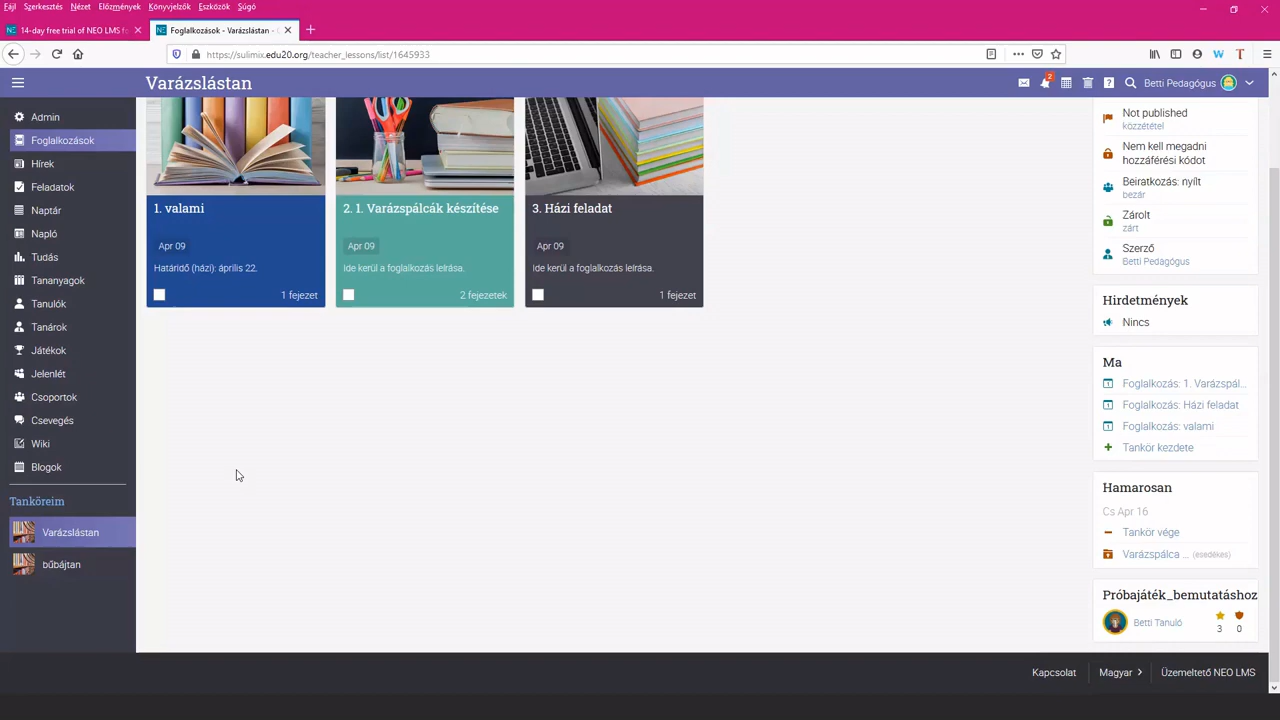 Fájl Szerkesztés Nézet Előzmények Könyvjelzők Eszközök Súgó
14-day free trial of NEO LMS fo
Foglalkozások - Varázslástan -
https://sulimix.edu20.org/teacher_lessons/list/1645933
Varázslástan
2
Betti Pedagógus
Admin
Foglalkozások
Hírek
Feladatok
Naptár
Napló
Tudás
Tananyagok
Tanulók
Tanárok
Játékok
Jelenlét
Csoportok
Csevegés
Wiki
Blogok
Tanköreim
Varázslástan
bűbájtan
1. valami
Apr 09
Határidő (házi): április 22.
1 fejezet
2. 1. Varázspálcák készítése
Apr 09
Ide kerül a foglalkozás leírása.
2 fejezetek
3. Házi feladat
Apr 09
Ide kerül a foglalkozás leírása.
1 fejezet
Not published
közzététel
Nem kell megadni
hozzáférési kódot
Beiratkozás: nyílt
bezár
Zárolt
zárt
Szerző
Betti Pedagógus
Hirdetmények
Nincs
Ma
Foglalkozás: 1. Varázspál...
Foglalkozás: Házi feladat
Foglalkozás: valami
Tankör kezdete
Hamarosan
Cs Apr 16
Tankör vége
Varázspálca ... (esedékes)
Próbajáték_bemutatáshoz
Betti Tanuló
3 0
Kapcsolat Magyar Üzemeltető NEO LMS